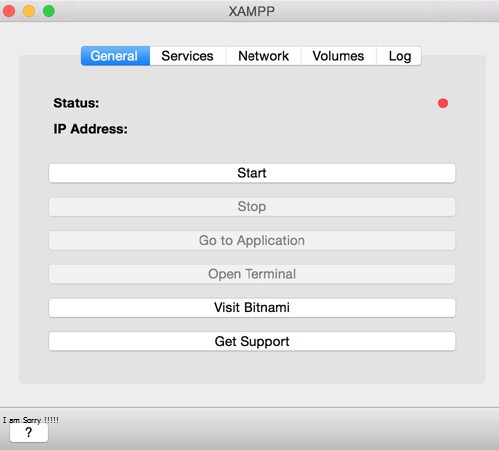 XAMPP
General Services Network Volumes Log
Status:
IP Address:
Start
Stop
Go to Application
Open Terminal
Visit Bitnami
Get Support
I am Sorry !!!!!
?